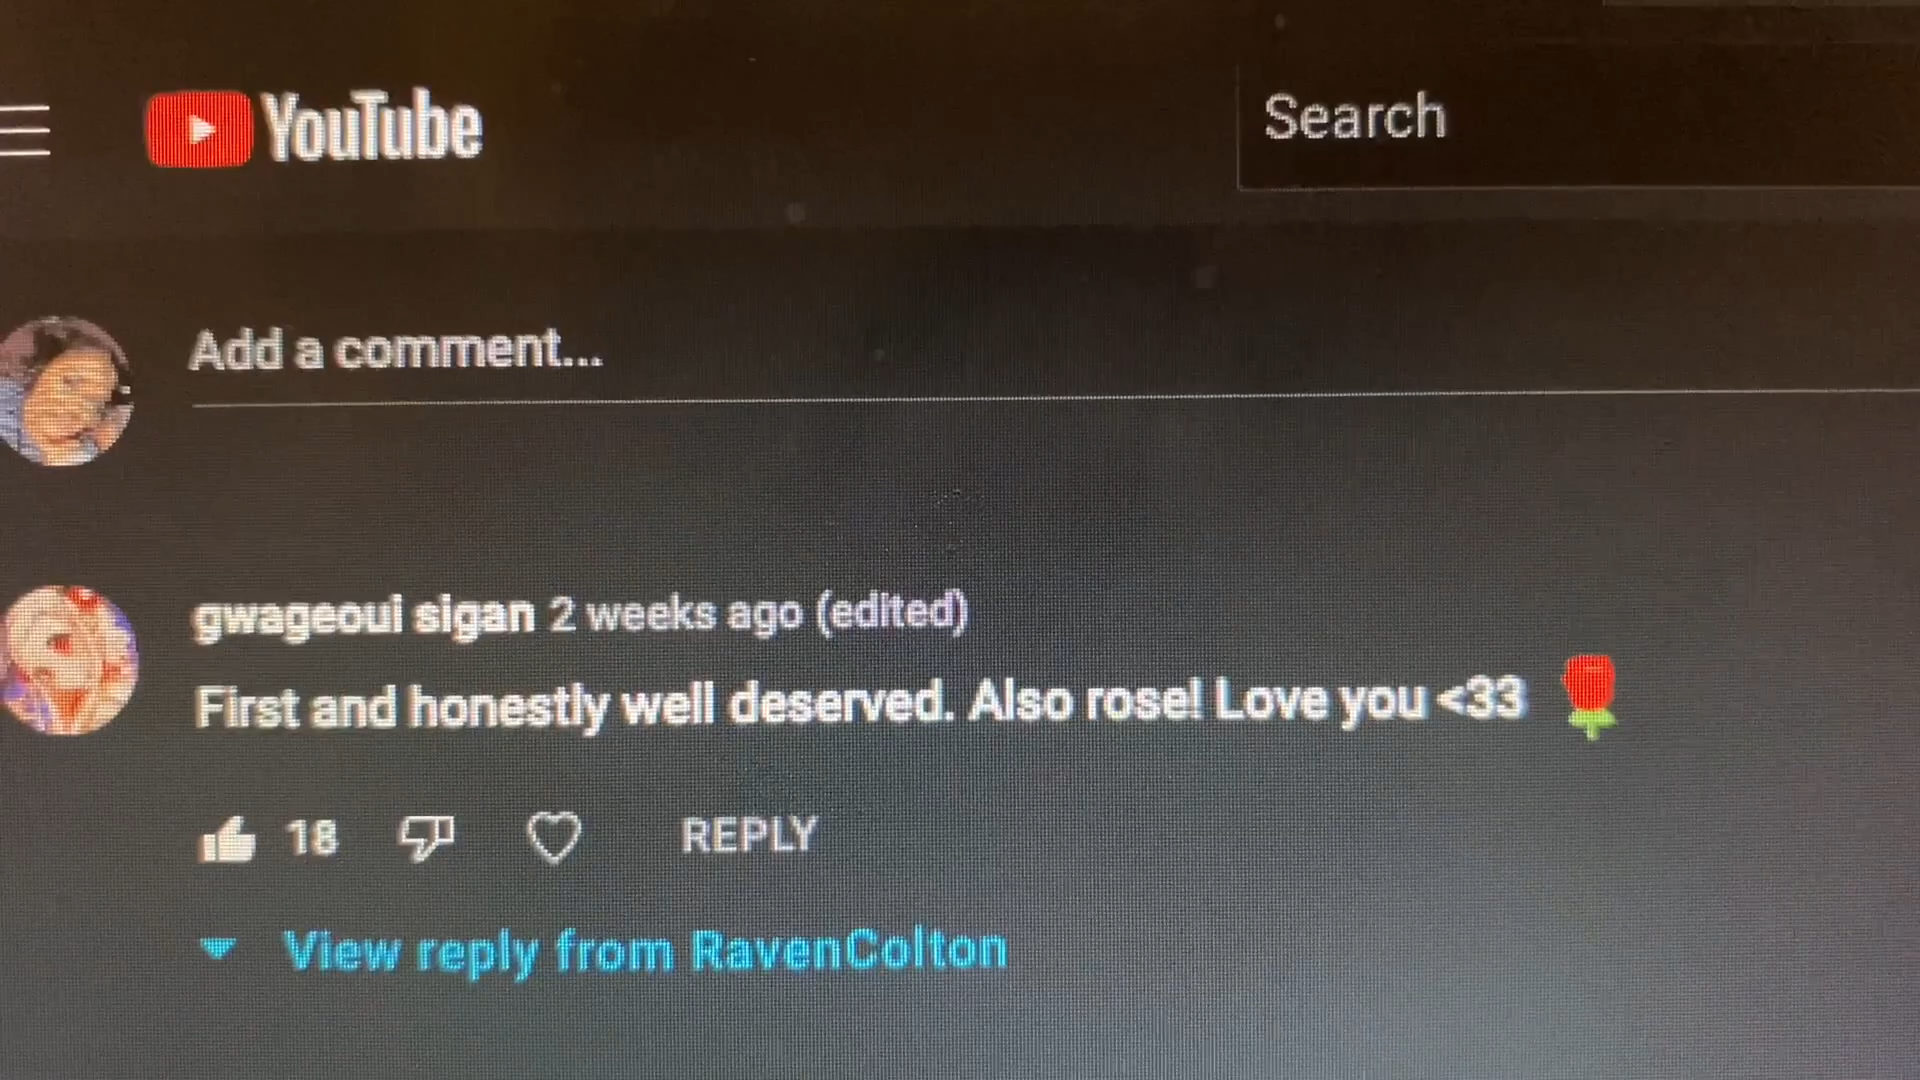 YouTube
Search
Add a comment...
gwageoui sigan 2 weeks ago (edited)
First and honestly well deserved. Also rose! Love you <33 🌹
18
REPLY
View reply from RavenColton